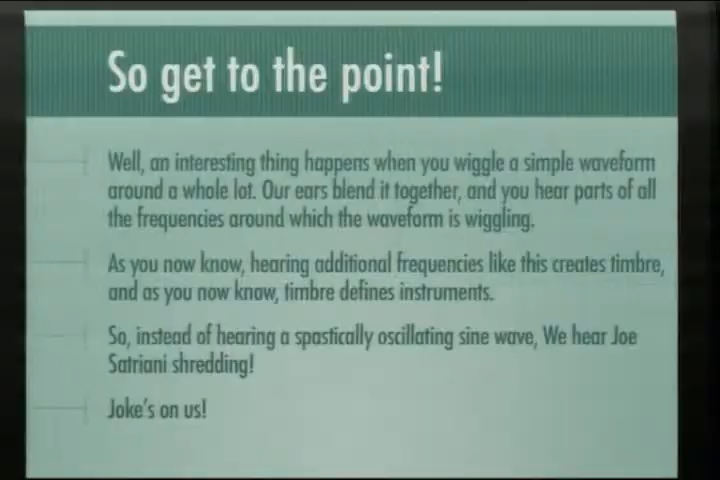 So get to the point!
Well, an interesting thing happens when you wiggle a simple waveform
around a whole lot. Our ears blend it together, and you hear parts of all
the frequencies around which the waveform is wiggling.
As you now know, hearing additional frequencies like this creates timbre,
and as you now know, timbre defines instruments.
So, instead of hearing a spastically oscillating sine wave, We hear Joe
Satriani shredding!
Joke's on us!